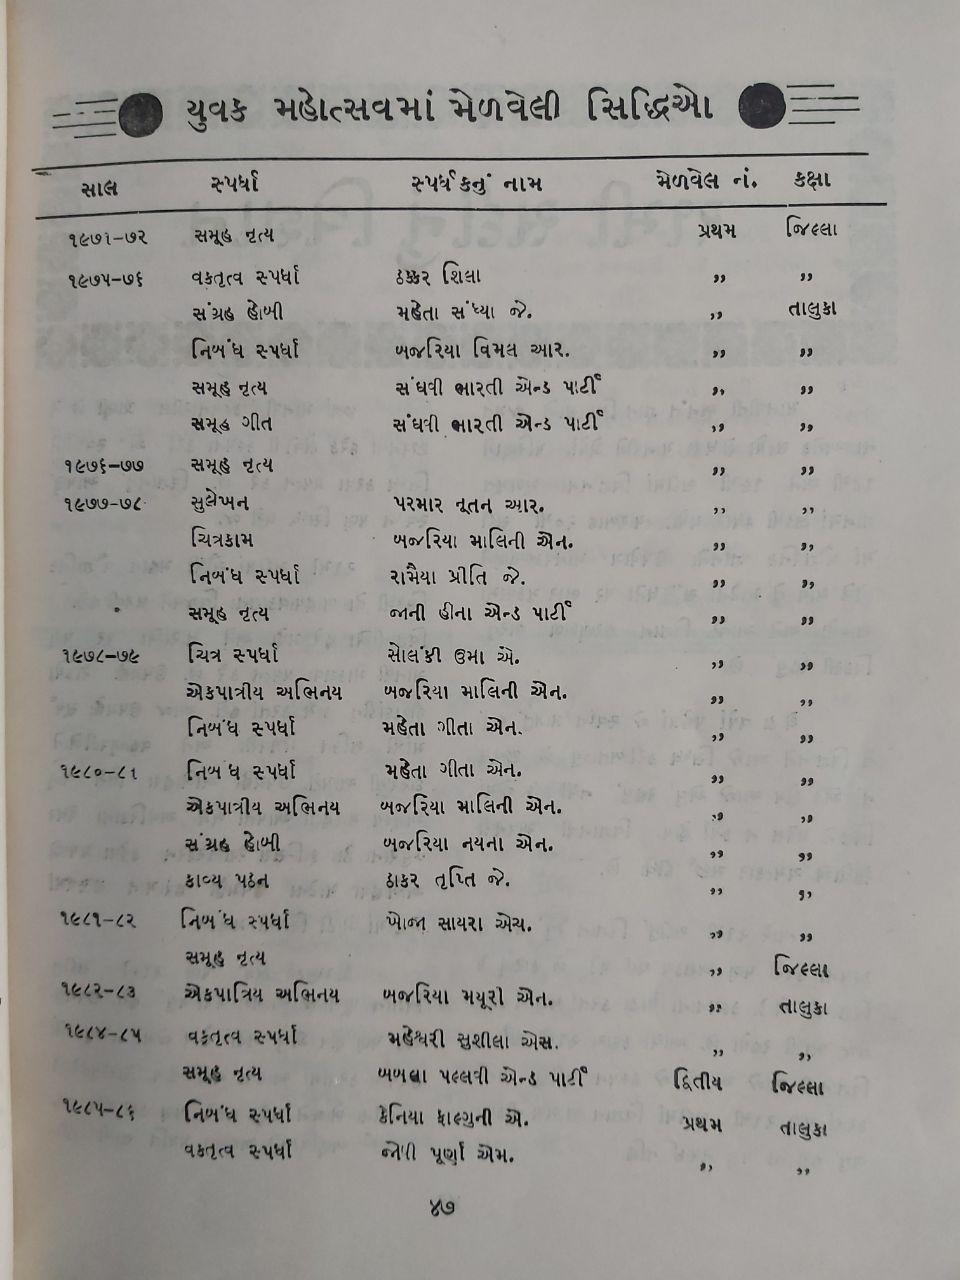 યુવક મહોત્સવમાં મેળવેલી સિદ્ધિઓ
સાલ સ્પર્ધા સ્પર્ધકનું નામ મેળવેલ નં. કક્ષા
૧૯૭૧-૭૨ સમૂહ નૃત્ય પ્રથમ જિલ્લા
૧૯૭૫-૭૬ વકતૃત્વ સ્પર્ધા ઠક્કર શિલા ,, ,,
સંગ્રહ હોબી મહેતા સંધ્યા જે. ,, તાલુકા
નિબંધ સ્પર્ધા બજરિયા વિમલ આર. ,, ,,
સમૂહ નૃત્ય સંઘવી ભારતી એન્ડ પાર્ટી ,, ,,
સમૂહ ગીત સંઘવી ભારતી એન્ડ પાર્ટી ,, ,,
૧૯૭૬-૭૭ સમૂહ નૃત્ય ,, ,,
૧૯૭૭-૭૮ સુલેખન પરમાર નૂતન આર. ,, ,,
ચિત્રકામ બજરિયા માલિની એન. ,, ,,
નિબંધ સ્પર્ધા રામૈયા પ્રીતિ જે. ,, ,,
સમૂહ નૃત્ય જાની હીના એન્ડ પાર્ટી ,, ,,
૧૯૭૮-૭૯ ચિત્ર સ્પર્ધા સોલંકી ઉમા એ. ,, ,,
એકપાત્રીય અભિનય બજરિયા માલિની એન. ,, ,,
નિબંધ સ્પર્ધા મહેતા ગીતા એન. ,, ,,
૧૯૮૦-૮૧ નિબંધ સ્પર્ધા મહેતા ગીતા એન. ,, ,,
એકપાત્રીય અભિનય બજરિયા માલિની એન. ,, ,,
સંગ્રહ હોબી બજરિયા નયના એન. ,, ,,
કાવ્ય પઠન ઠાકર તૃપ્તિ જે. ,, ,,
૧૯૮૧-૮૨ નિબંધ સ્પર્ધા ખોજા સાયરા એચ. ,, ,,
સમૂહ નૃત્ય ,, જિલ્લા
૧૯૮૨-૮૩ એકપાત્રિય અભિનય બજરિયા મયૂરી એન. ,, તાલુકા
૧૯૮૪-૮૫ વકતૃત્વ સ્પર્ધા મહેશ્વરી સુશીલા એસ. ,, ,,
સમૂહ નૃત્ય બબલા પલ્લવી એન્ડ પાર્ટી દ્વિતીય જિલ્લા
૧૯૮૫-૮૬ નિબંધ સ્પર્ધા કેનિયા ફાલ્ગુની એ. પ્રથમ તાલુકા
વકતૃત્વ સ્પર્ધા જોષી પૂર્ણા એમ. ,, ,,
૪૭